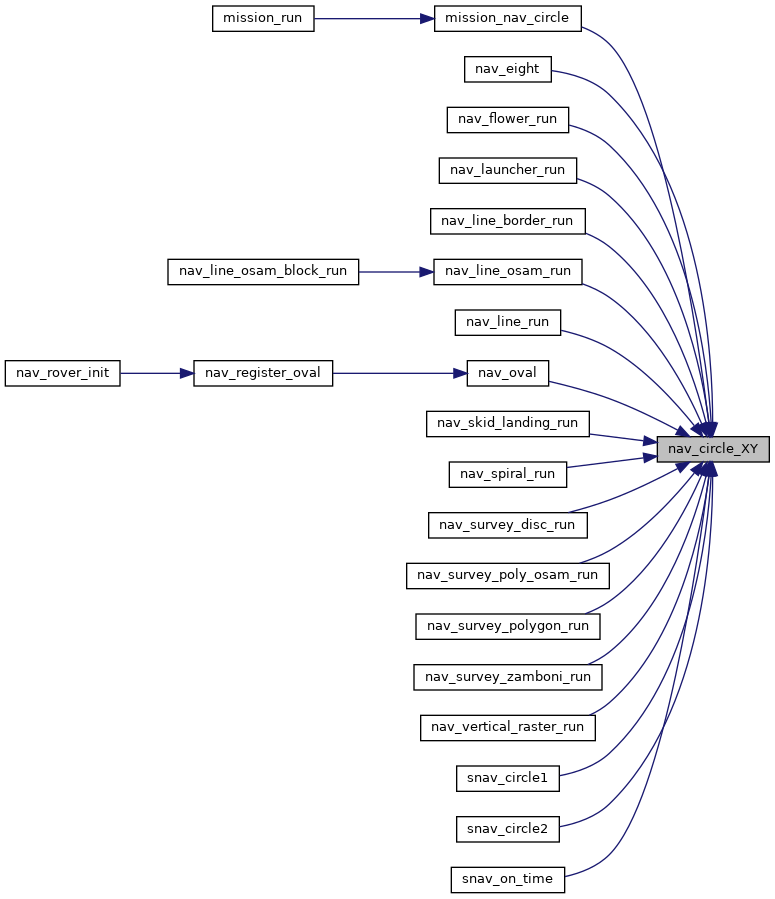 mission_run
mission_nav_circle
nav_eight
nav_flower_run
nav_launcher_run
nav_line_border_run
nav_line_osam_block_run
nav_line_osam_run
nav_line_run
nav_rover_init
nav_register_oval
nav_oval
nav_skid_landing_run
nav_circle_XY
nav_spiral_run
nav_survey_disc_run
nav_survey_poly_osam_run
nav_survey_polygon_run
nav_survey_zamboni_run
nav_vertical_raster_run
snav_circle1
snav_circle2
snav_on_time